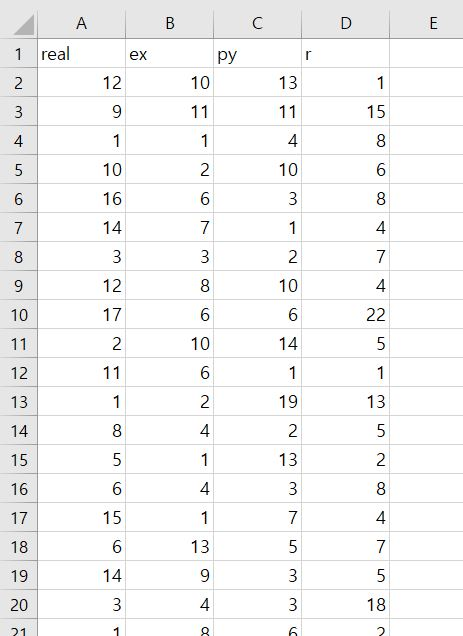 A B C D E
1 real ex py r
2 12 10 13 1
3 9 11 11 15
4 1 1 4 8
5 10 2 10 6
6 16 6 3 8
7 14 7 1 4
8 3 3 2 7
9 12 8 10 4
10 17 6 6 22
11 2 10 14 5
12 11 6 1 1
13 1 2 19 13
14 8 4 2 5
15 5 1 13 2
16 6 4 3 8
17 15 1 7 4
18 6 13 5 7
19 14 9 3 5
20 3 4 3 18
21 1 8 6 2